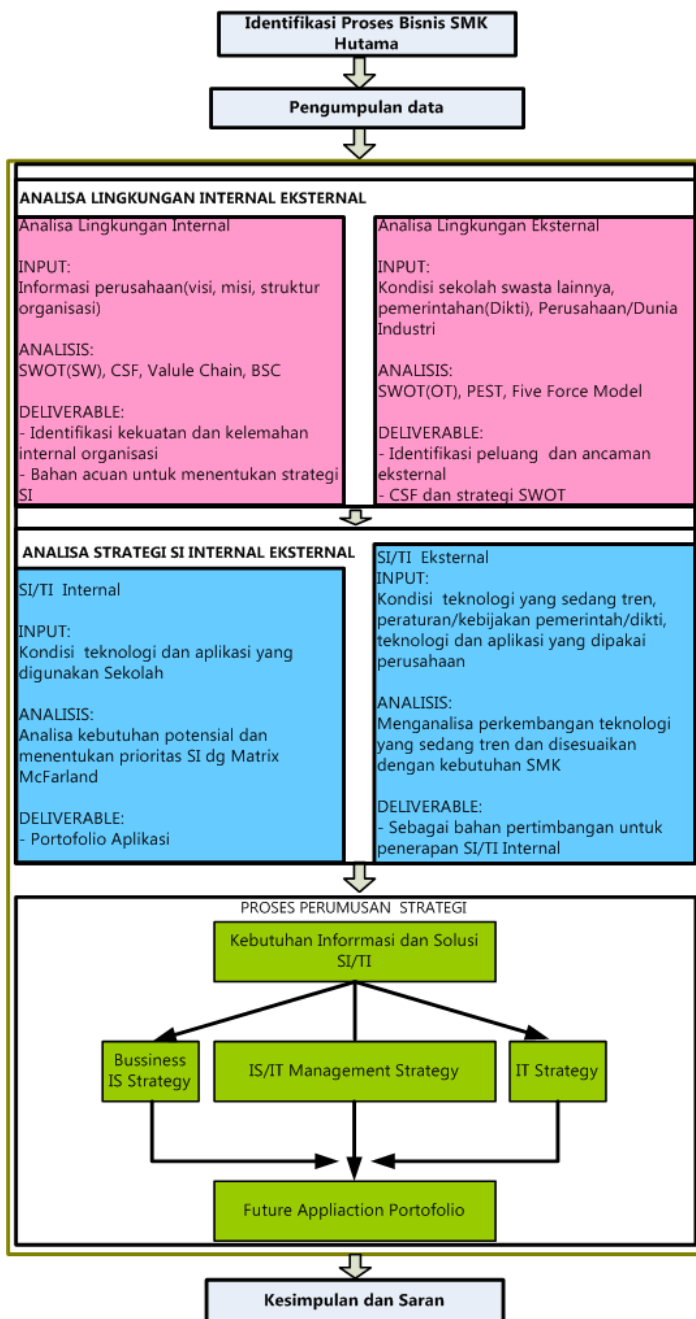 Identifikasi Proses Bisnis SMK
Hutama
Pengumpulan data
ANALISA LINGKUNGAN INTERNAL EKSTERNAL
Analisa Lingkungan Internal
INPUT:
Informasi perusahaan(visi, misi, struktur
organisasi)
ANALISIS:
SWOT(SW), CSF, Valule Chain, BSC
DELIVERABLE:
- Identifikasi kekuatan dan kelemahan
internal organisasi
- Bahan acuan untuk menentukan strategi
SI
Analisa Lingkungan Eksternal
INPUT:
Kondisi sekolah swasta lainnya,
pemerintahan(Dikti), Perusahaan/Dunia
Industri
ANALISIS:
SWOT(OT), PEST, Five Force Model
DELIVERABLE:
- Identifikasi peluang dan ancaman
eksternal
- CSF dan strategi SWOT
ANALISA STRATEGI SI INTERNAL EKSTERNAL
SI/TI Internal
INPUT:
Kondisi teknologi dan aplikasi yang
digunakan Sekolah
ANALISIS:
Analisa kebutuhan potensial dan
menentukan prioritas SI dg Matrix
McFarland
DELIVERABLE:
- Portofolio Aplikasi
SI/TI Eksternal
INPUT:
Kondisi teknologi yang sedang tren,
peraturan/kebijakan pemerintah/dikti,
teknologi dan aplikasi yang dipakai
perusahaan
ANALISIS:
Menganalisa perkembangan teknologi
yang sedang tren dan disesuaikan
dengan kebutuhan SMK
DELIVERABLE:
- Sebagai bahan pertimbangan untuk
penerapan SI/TI Internal
PROSES PERUMUSAN STRATEGI
Kebutuhan Inforrmasi dan Solusi
SI/TI
Bussiness
IS Strategy
IS/IT Management Strategy
IT Strategy
Future Appliaction Portofolio
Kesimpulan dan Saran